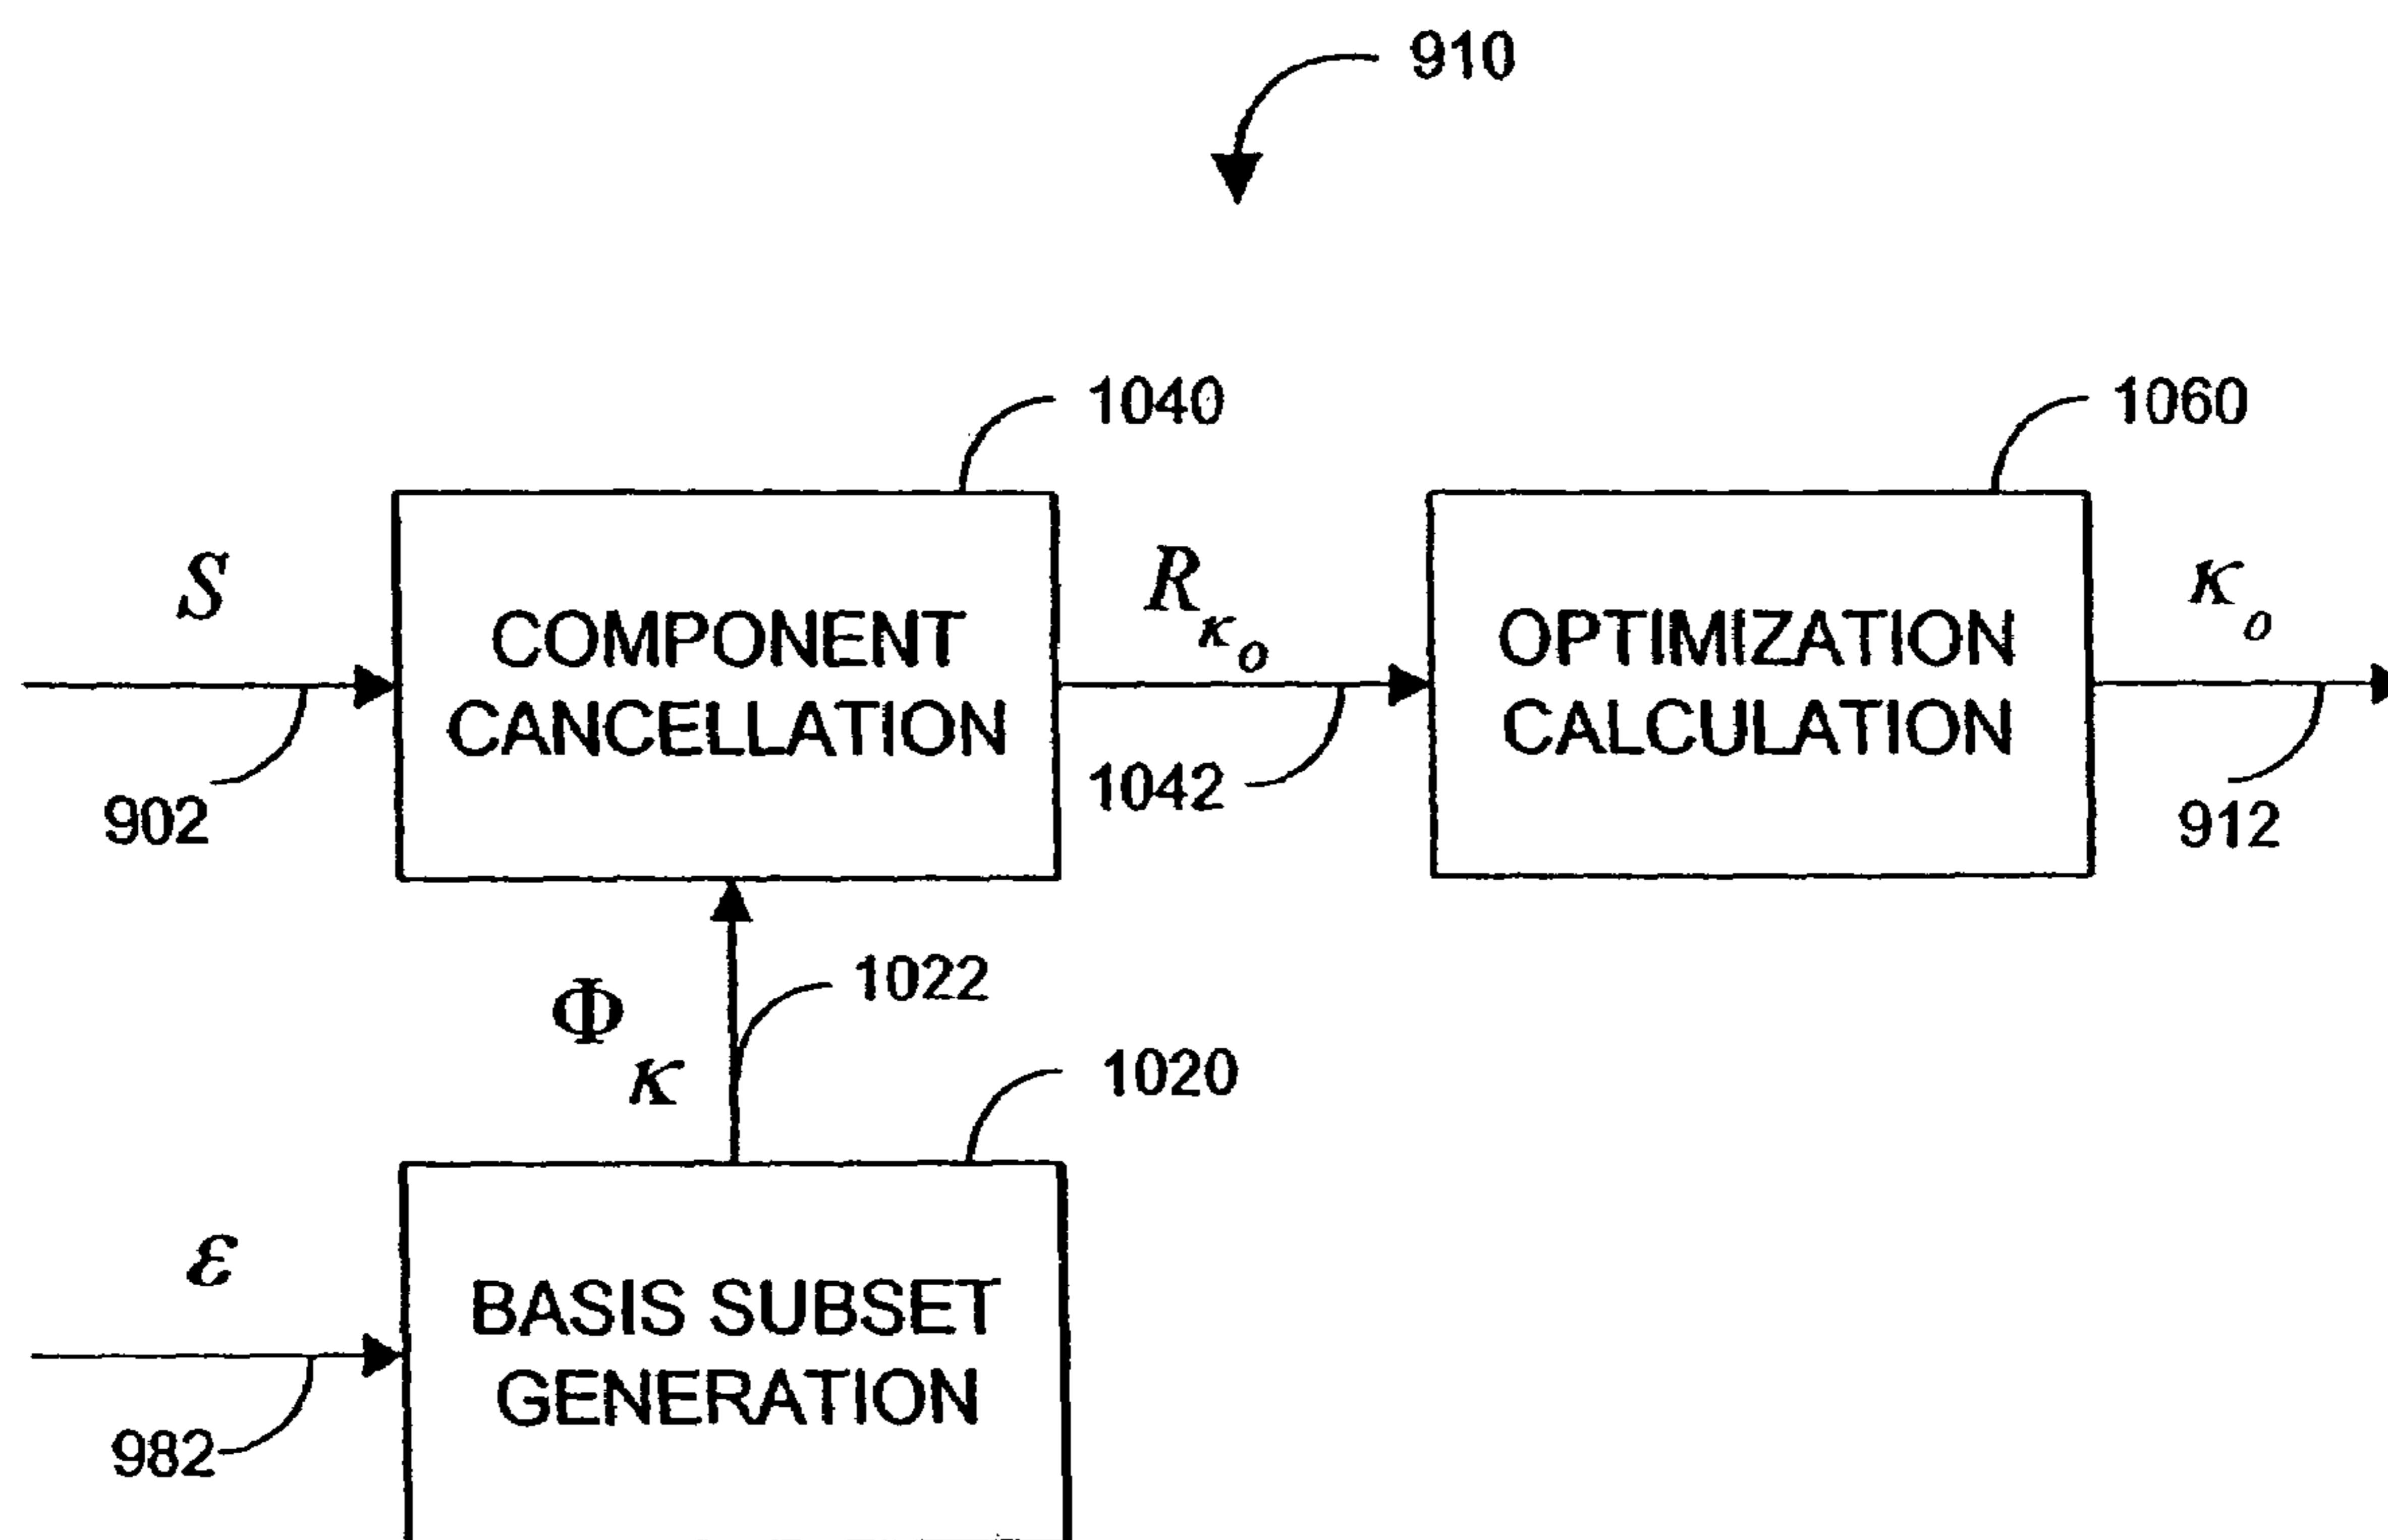 910
1040
1060
S
R κ o
κ o
COMPONENT
CANCELLATION
OPTIMIZATION
CALCULATION
902
1042
912
Φ κ
1022
1020
ε
BASIS SUBSET
GENERATION
982